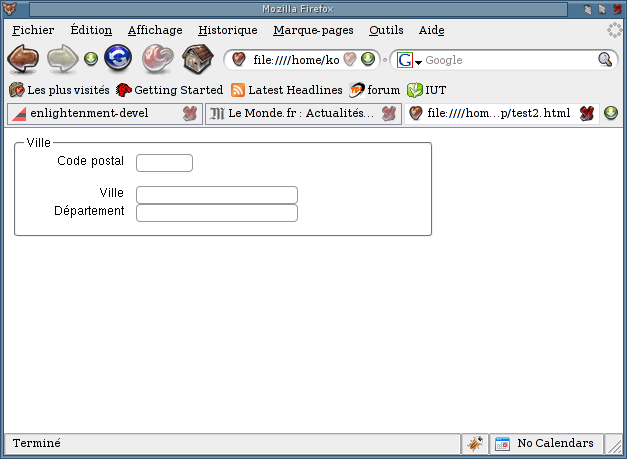 Mozilla Firefox
Fichier Édition Affichage Historique Marque-pages Outils Aide
file:////home/ko Google
Les plus visités Getting Started Latest Headlines forum IUT
enlightenment-devel Le Monde.fr : Actualités... file:////hom...p/test2.html
Ville
Code postal
Ville
Département
Terminé No Calendars